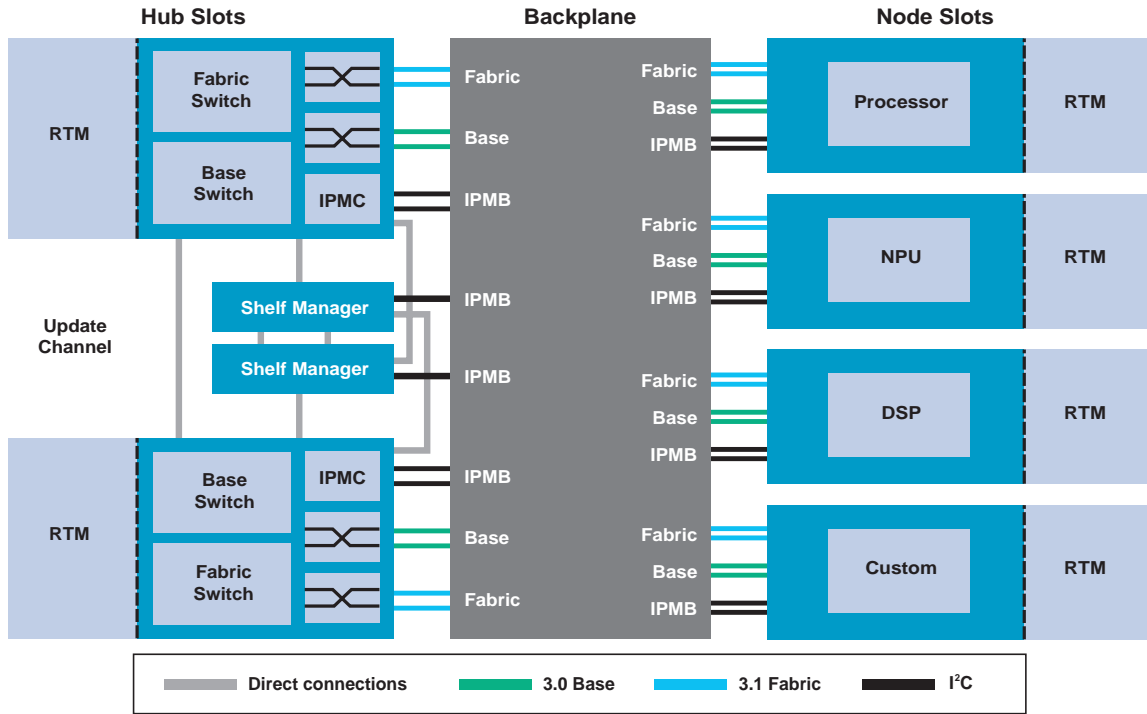 Hub Slots
Backplane
Node Slots
RTM
Fabric
Switch
Base
Switch
IPMC
Fabric
Base
IPMB
Update
Channel
Shelf Manager
Shelf Manager
IPMB
IPMB
RTM
Base
Switch
Fabric
Switch
IPMC
IPMB
Base
Fabric
Fabric
Base
IPMB
Processor
RTM
Fabric
Base
IPMB
NPU
RTM
Fabric
Base
IPMB
DSP
RTM
Fabric
Base
IPMB
Custom
RTM
Direct connections
3.0 Base
3.1 Fabric
I²C